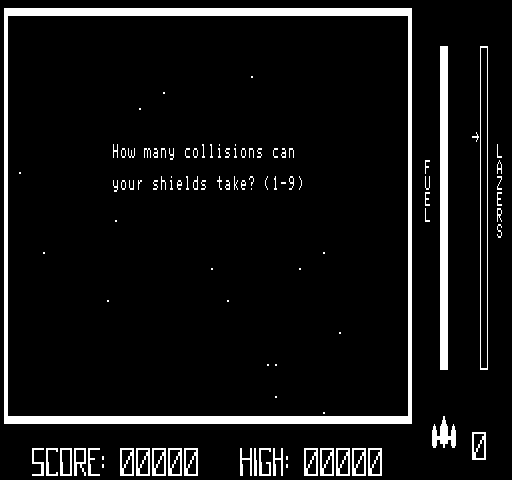 How many collisions can
your shields take? (1-9)
FUEL
LAZERS
SCORE: 00000
HIGH: 00000
0